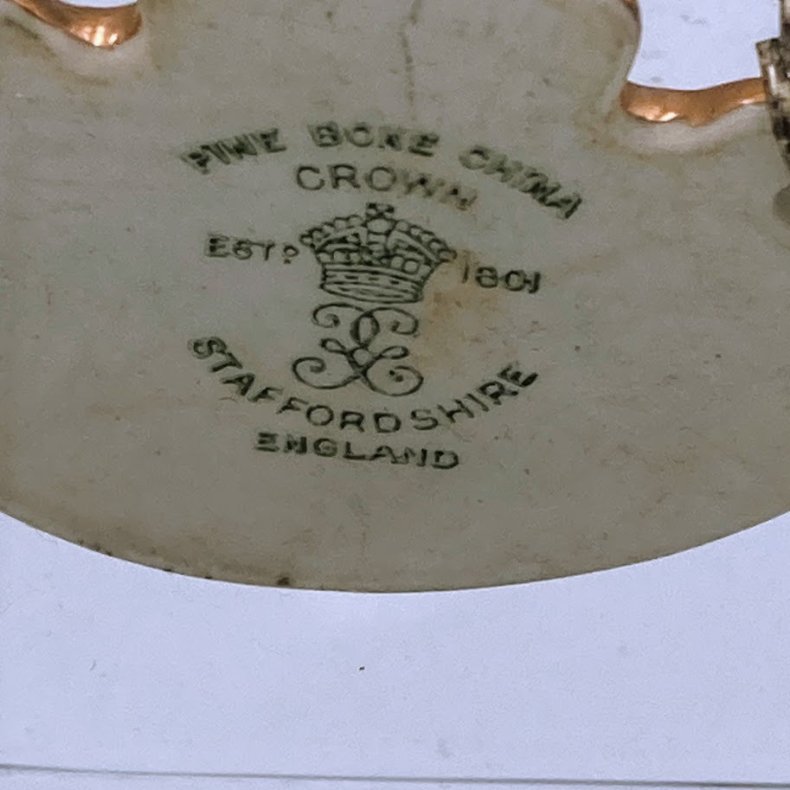 FINE BONE CHINA
CROWN
ESTD 1801
STAFFORDSHIRE
ENGLAND